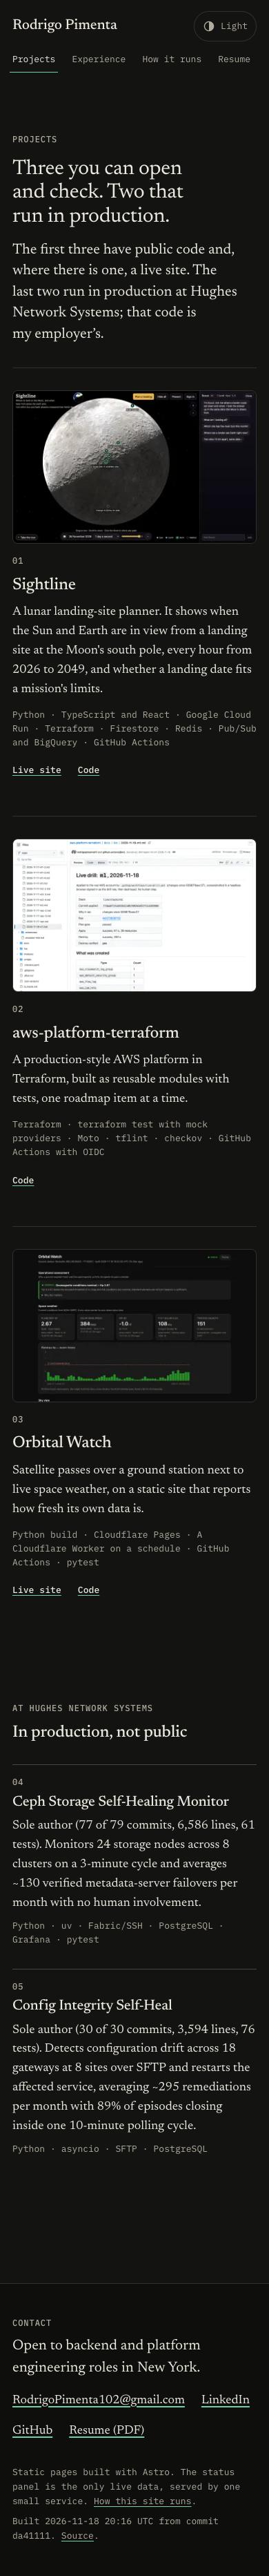 Rodrigo Pimenta
Light
Projects Experience How it runs Resume
PROJECTS
Three you can open
and check. Two that
run in production.
The first three have public code and,
where there is one, a live site. The
last two run in production at Hughes
Network Systems; that code is
my employer's.
Sightline
01
Sightline
A lunar landing-site planner. It shows when
the Sun and Earth are in view from a landing
site at the Moon's south pole, every hour from
2026 to 2049, and whether a landing date fits
a mission's limits.
Python · TypeScript and React · Google Cloud
Run · Terraform · Firestore · Redis · Pub/Sub
and BigQuery · GitHub Actions
Live site Code
Live drill: m1, 2026-11-18
What was created
02
aws-platform-terraform
A production-style AWS platform in
Terraform, built as reusable modules with
tests, one roadmap item at a time.
Terraform · terraform test with mock
providers · Moto · tflint · checkov · GitHub
Actions with OIDC
Code
Orbital Watch
03
Orbital Watch
Satellite passes over a ground station next to
live space weather, on a static site that reports
how fresh its own data is.
Python build · Cloudflare Pages · A
Cloudflare Worker on a schedule · GitHub
Actions · pytest
Live site Code
AT HUGHES NETWORK SYSTEMS
In production, not public
04
Ceph Storage Self-Healing Monitor
Sole author (77 of 79 commits, 6,586 lines, 61
tests). Monitors 24 storage nodes across 8
clusters on a 3-minute cycle and averages
~130 verified metadata-server failovers per
month with no human involvement.
Python · uv · Fabric/SSH · PostgreSQL ·
Grafana · pytest
05
Config Integrity Self-Heal
Sole author (30 of 30 commits, 3,594 lines, 76
tests). Detects configuration drift across 18
gateways at 8 sites over SFTP and restarts the
affected service, averaging ~295 remediations
per month with 89% of episodes closing
inside one 10-minute polling cycle.
Python · asyncio · SFTP · PostgreSQL
CONTACT
Open to backend and platform
engineering roles in New York.
RodrigoPimenta102@gmail.com LinkedIn
GitHub Resume (PDF)
Static pages built with Astro. The status
panel is the only live data, served by one
small service. How this site runs.
Built 2026-11-18 20:16 UTC from commit
da41111. Source.